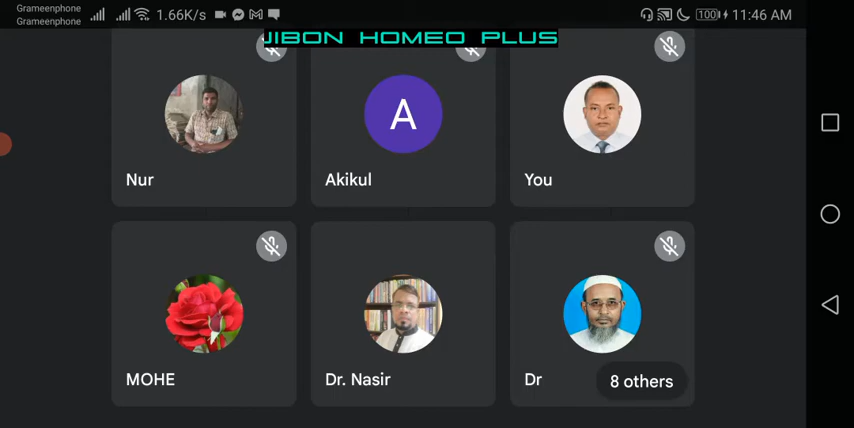 Grameenphone
Grameenphone
1.66K/s
100
11:46 AM
JIBON HOMEO PLUS
Nur
A
Akikul
You
MOHE
Dr. Nasir
Dr
8 others